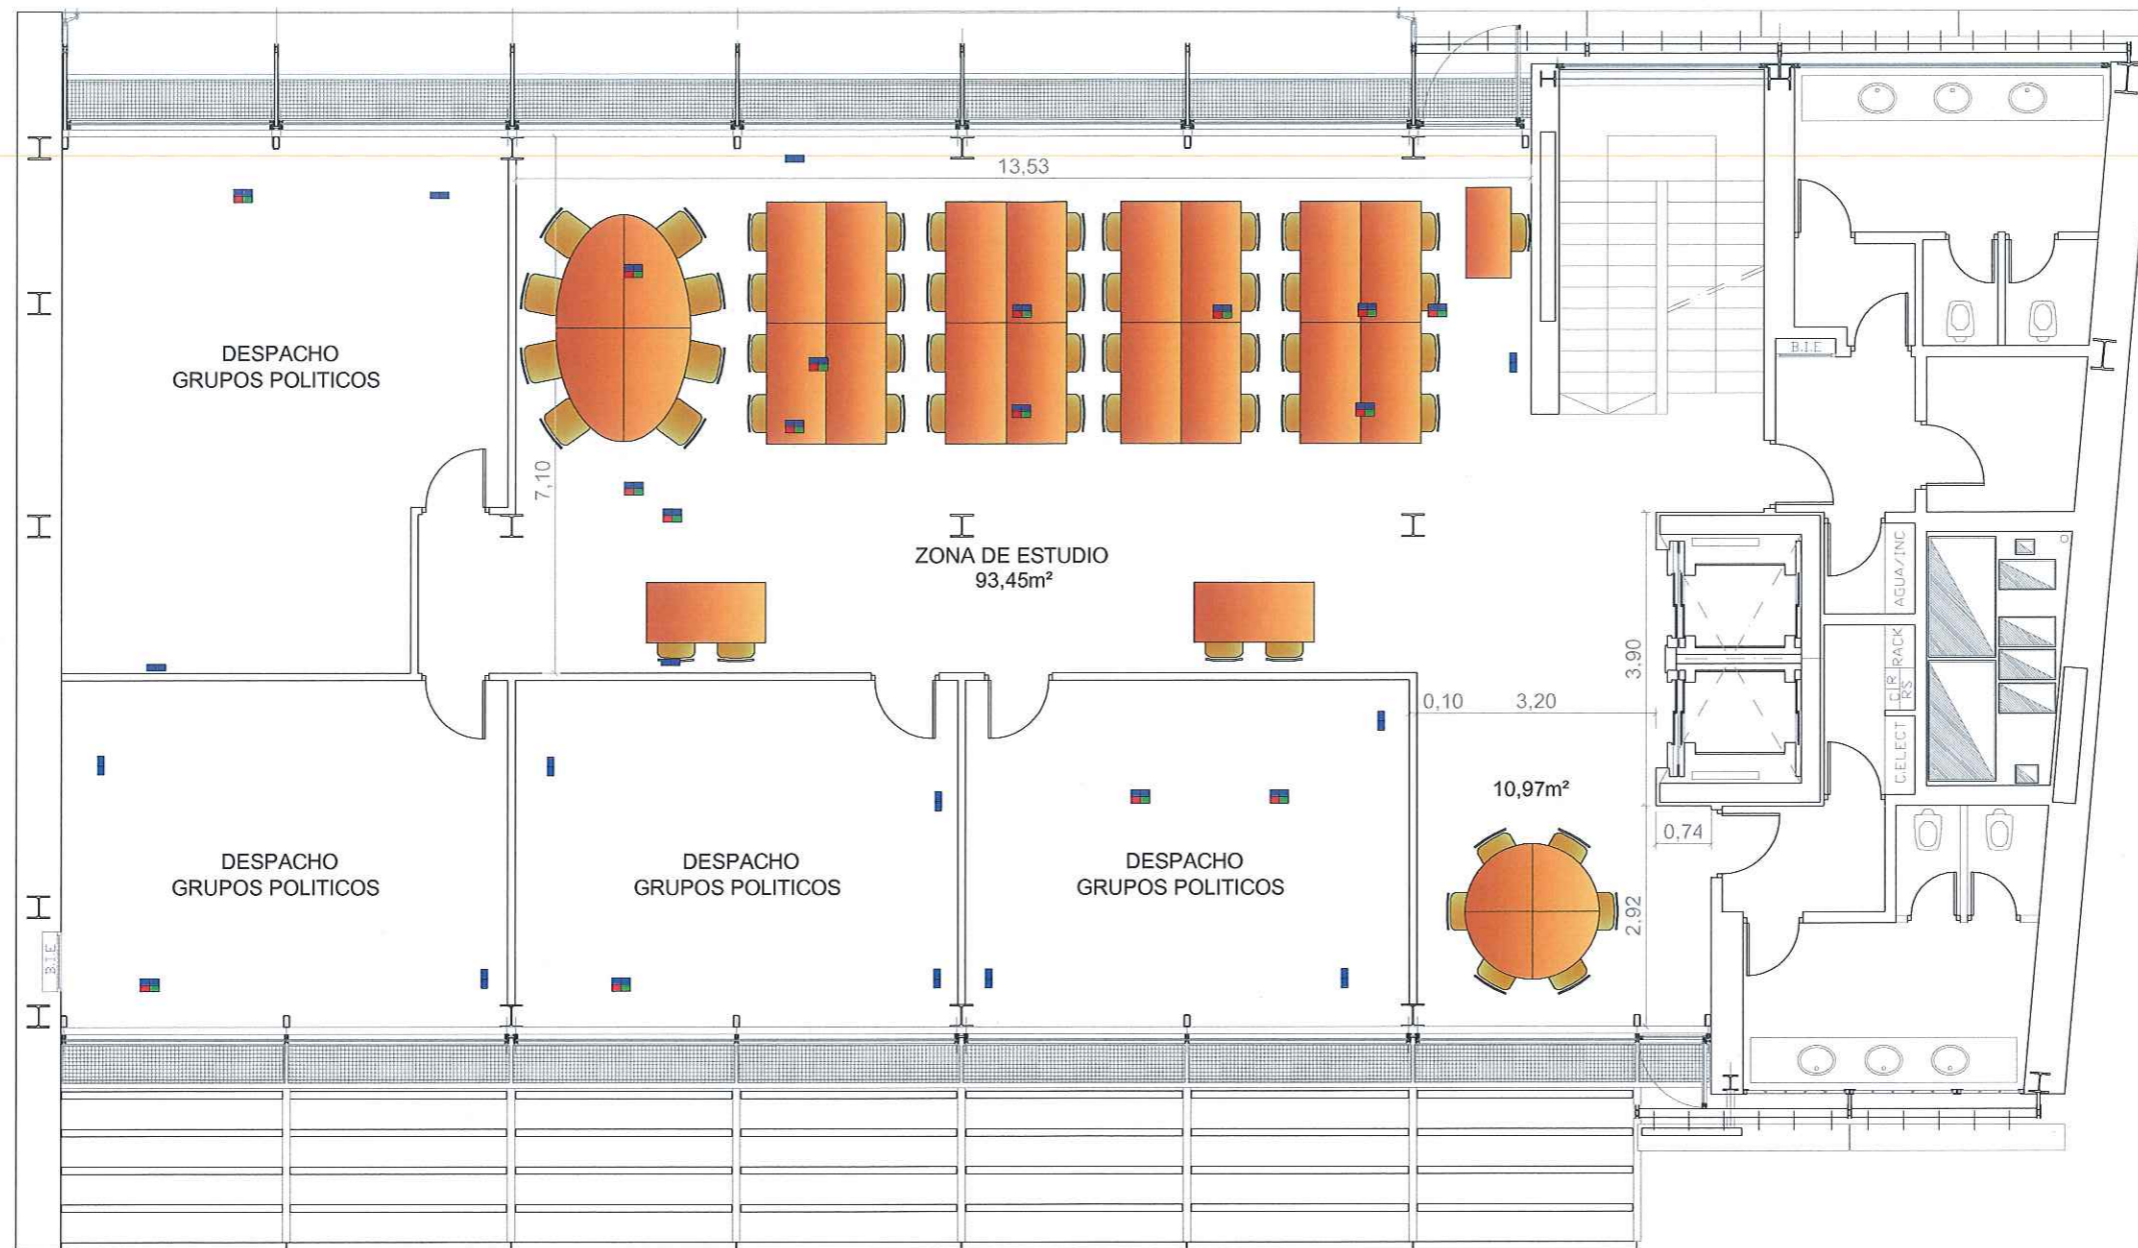 13,53
B.I.E
DESPACHO
GRUPOS POLITICOS
7,10
ZONA DE ESTUDIO
93,45m²
AGUA/INC
3.90
RACK
C.R
RS
0,10
3,20
C.ELECT
10,97m²
0,74
DESPACHO
GRUPOS POLITICOS
DESPACHO
GRUPOS POLITICOS
DESPACHO
GRUPOS POLITICOS
2.92
B.I.E